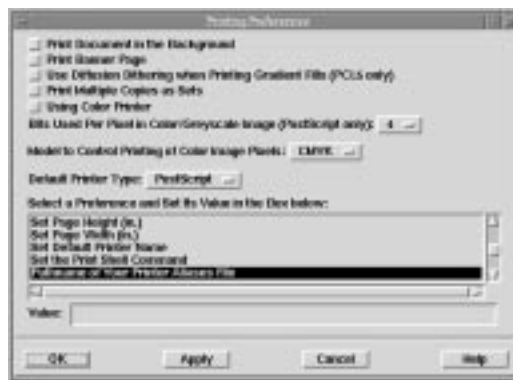 Printing Preference
Print Document in the Background
Print Banner Page
Use Diffusion Dithering when Printing Gradient Fills (PCL5 only)
Print Multiple Copies as Sets
Using Color Printer
Bits Used Per Pixel in Color/Greyscale Image (PostScript only): 4
Model to Control Printing of Color Image Pixels: CMYK
Default Printer Type: PostScript
Select a Preference and Set Its Value in the Box below:
Set Page Height (in.)
Set Page Width (in.)
Set Default Printer Name
Set the Print Shell Command
Fullname of Your Printer Aliases File
Value:
OK Apply Cancel Help